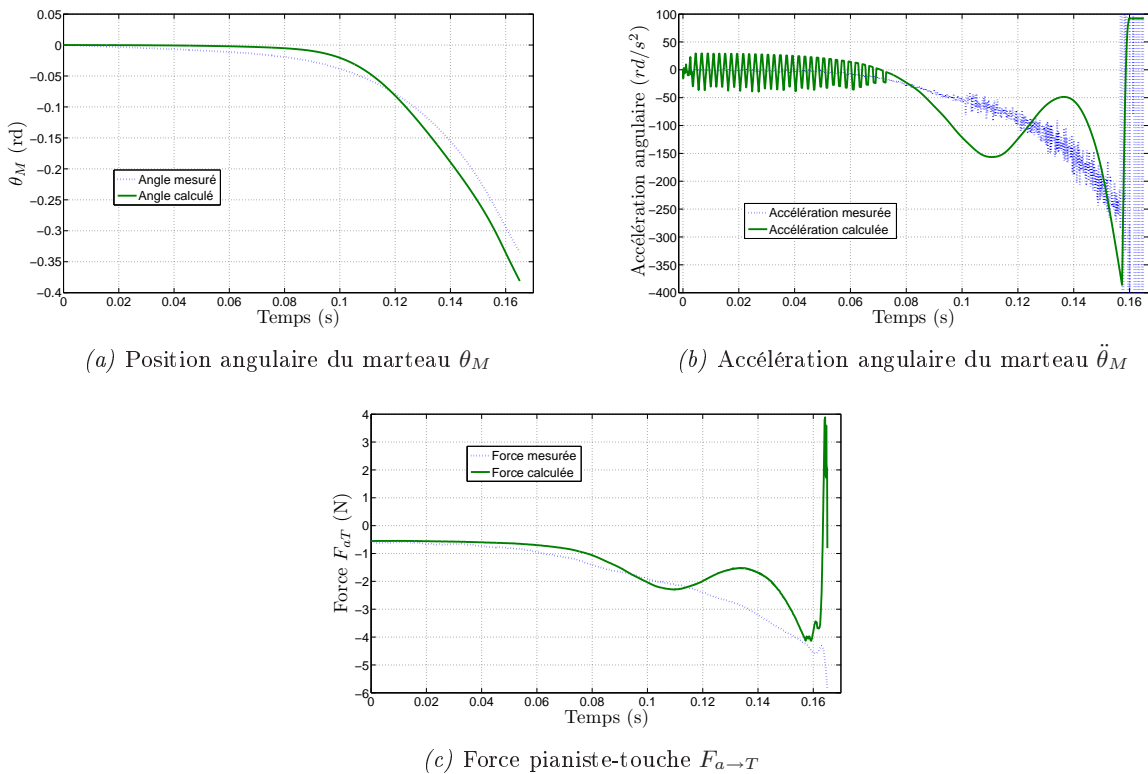 0.05
0
−0.05
−0.1
−0.15
−0.2
−0.25
−0.3
−0.35
−0.4
θ_M (rd)
Angle mesuré
Angle calculé
0 0.02 0.04 0.06 0.08 0.1 0.12 0.14 0.16
Temps (s)
(a) Position angulaire du marteau θ_M
100
50
0
−50
−100
−150
−200
−250
−300
−350
−400
Accélération angulaire (rd/s²)
Accélération mesurée
Accélération calculée
0 0.02 0.04 0.06 0.08 0.1 0.12 0.14 0.16
Temps (s)
(b) Accélération angulaire du marteau θ̈_M
4
3
2
1
0
−1
−2
−3
−4
−5
−6
Force F_aT (N)
Force mesurée
Force calculée
0 0.02 0.04 0.06 0.08 0.1 0.12 0.14 0.16
Temps (s)
(c) Force pianiste-touche F_a→T